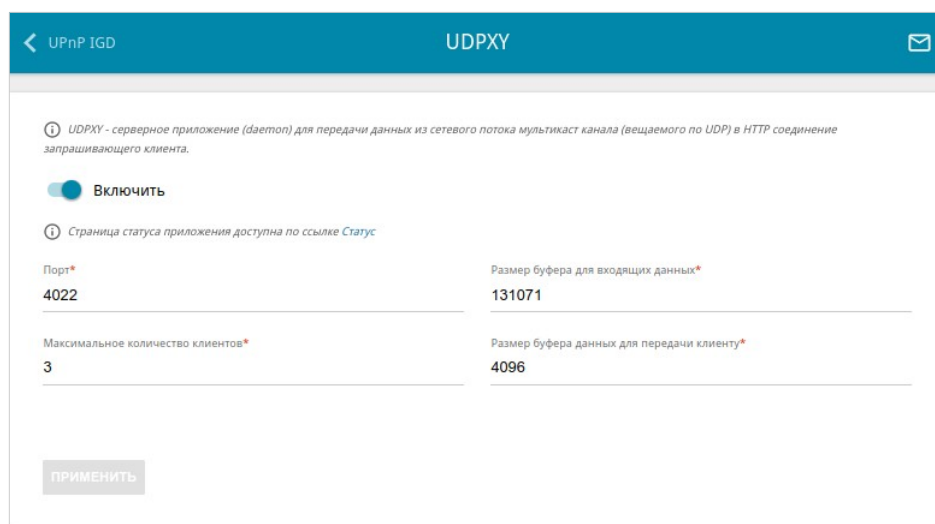 UPnP IGD
UDPXY
UDPXY - серверное приложение (daemon) для передачи данных из сетевого потока мультикаст канала (вещаемого по UDP) в HTTP соединение
запрашивающего клиента.
Включить
Страница статуса приложения доступна по ссылке Статус
Порт*
4022
Размер буфера для входящих данных*
131071
Максимальное количество клиентов*
3
Размер буфера данных для передачи клиенту*
4096
ПРИМЕНИТЬ